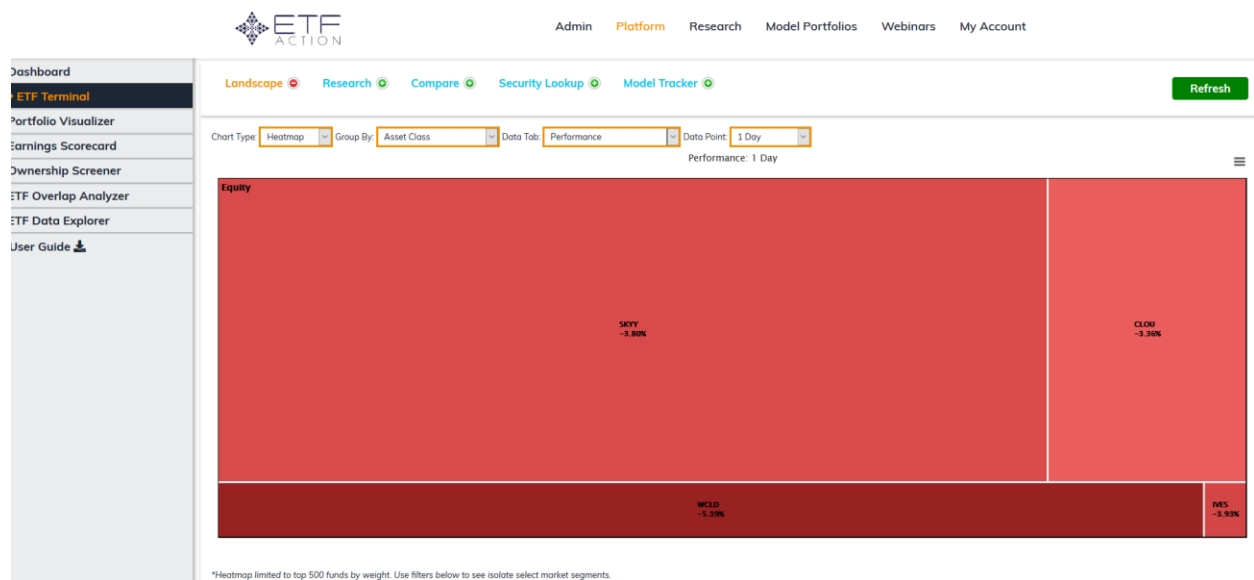 ETF
ACTION
Admin Platform Research Model Portfolios Webinars My Account
Dashboard
ETF Terminal
Portfolio Visualizer
Earnings Scorecard
Ownership Screener
ETF Overlap Analyzer
ETF Data Explorer
User Guide
Landscape Research Compare Security Lookup Model Tracker
Refresh
Chart Type: Heatmap Group By: Asset Class Data Tab: Performance Data Point: 1 Day
Performance: 1 Day
Equity
SKYY
-3.80%
CLOU
-3.36%
WCLD
-5.39%
IVES
-3.93%
*Heatmap limited to top 500 funds by weight. Use filters below to see isolate select market segments.